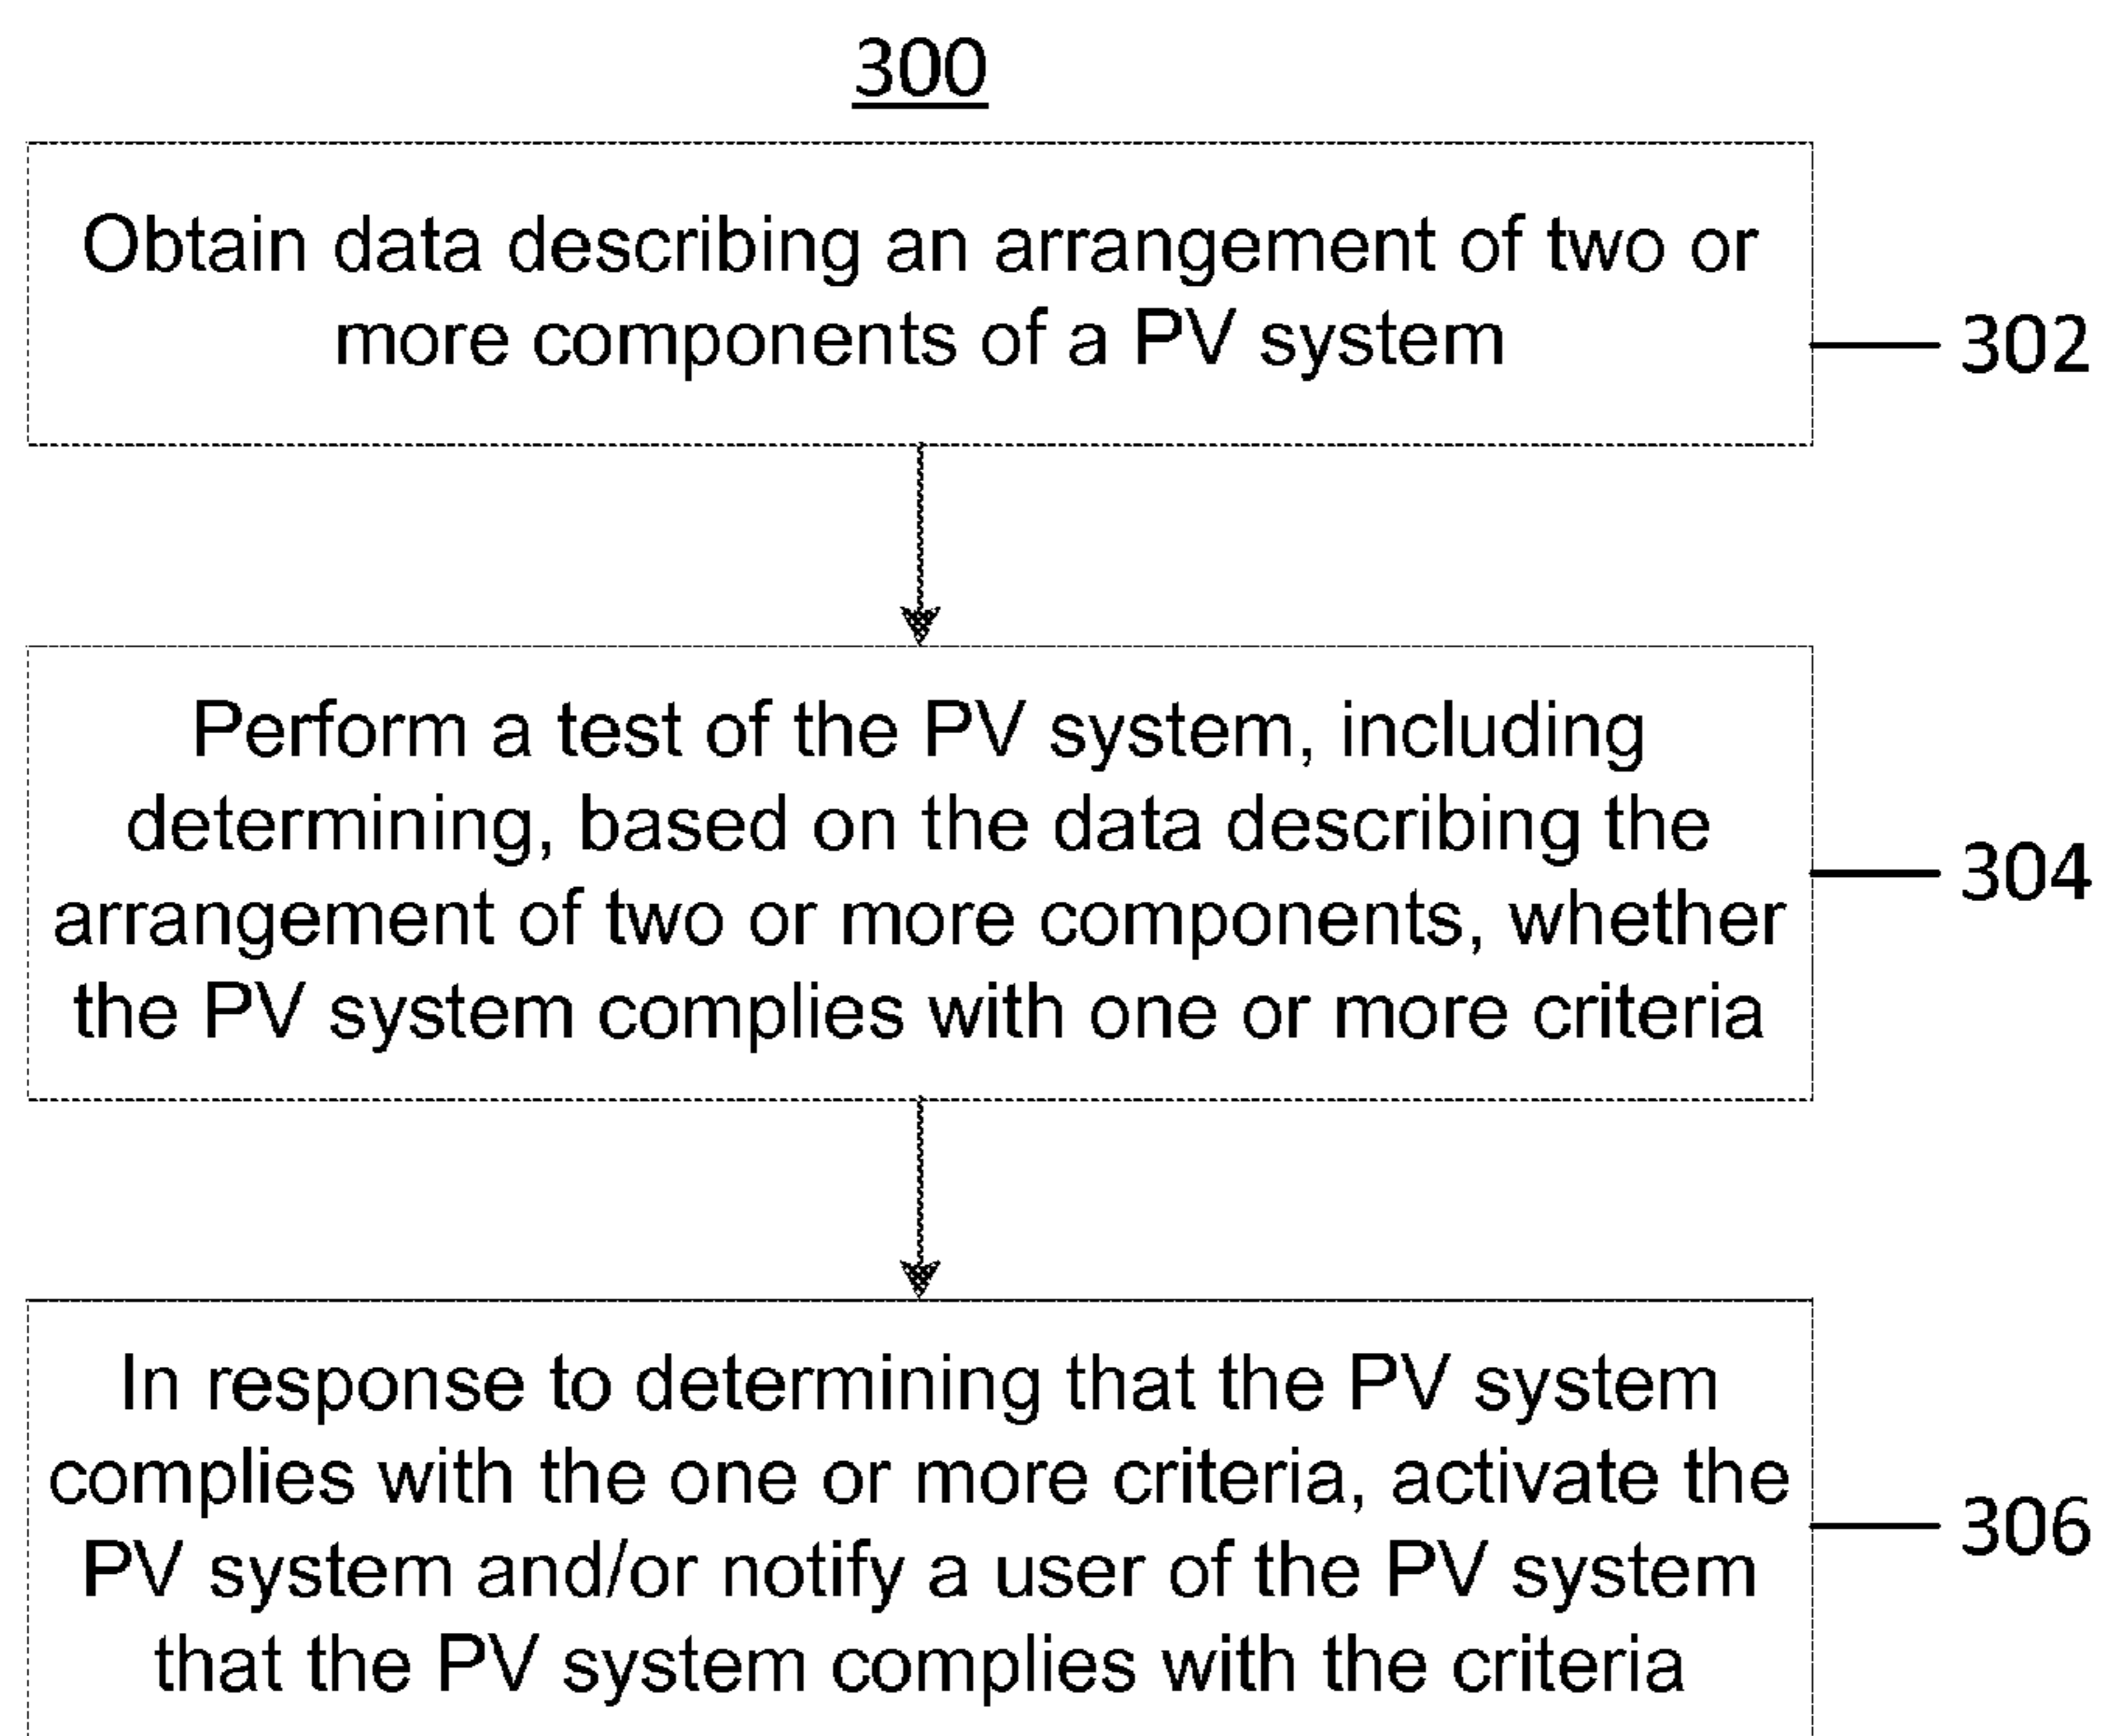 300
Obtain data describing an arrangement of two or
more components of a PV system
302
Perform a test of the PV system, including
determining, based on the data describing the
arrangement of two or more components, whether
the PV system complies with one or more criteria
304
In response to determining that the PV system
complies with the one or more criteria, activate the
PV system and/or notify a user of the PV system
that the PV system complies with the criteria
306